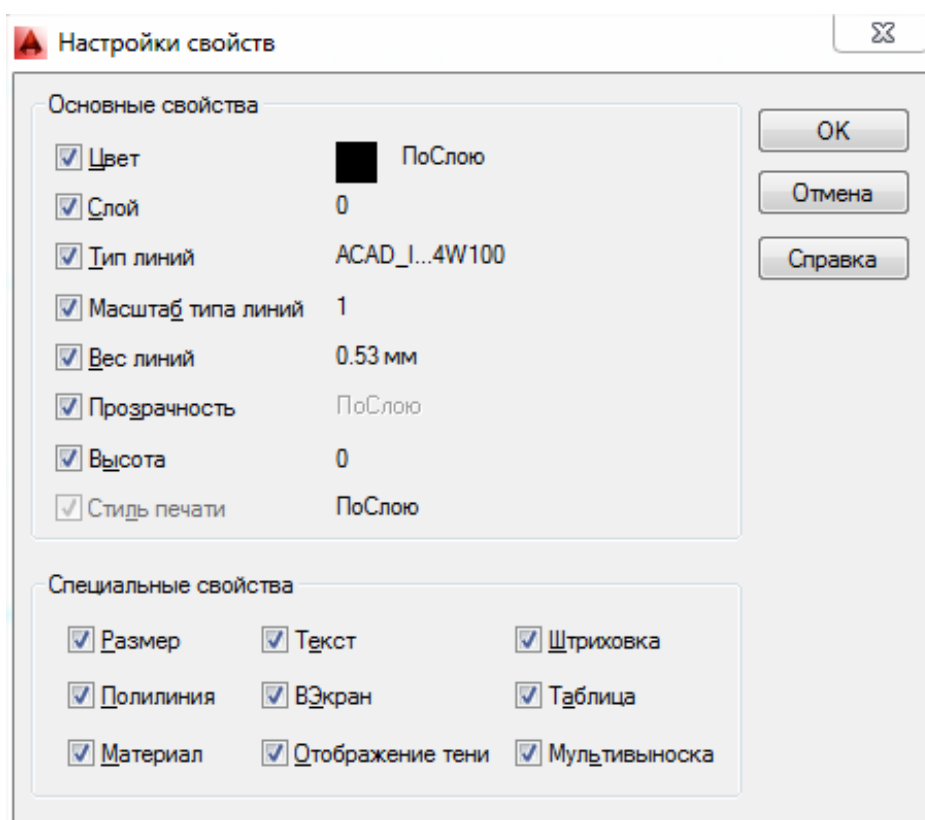 Настройки свойств
Основные свойства
Цвет ПоСлою
Слой 0
Тип линий ACAD_I...4W100
Масштаб типа линий 1
Вес линий 0.53 мм
Прозрачность ПоСлою
Высота 0
Стиль печати ПоСлою
OK
Отмена
Справка
Специальные свойства
Размер Текст Штриховка
Полилиния ВЭкран Таблица
Материал Отображение тени Мультивыноска